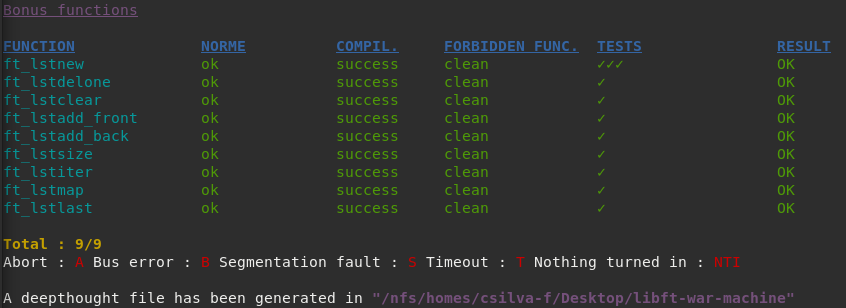 Bonus functions
FUNCTION NORME COMPIL. FORBIDDEN FUNC. TESTS RESULT
ft_lstnew ok success clean ✓✓✓ OK
ft_lstdelone ok success clean ✓ OK
ft_lstclear ok success clean ✓ OK
ft_lstadd_front ok success clean ✓ OK
ft_lstadd_back ok success clean ✓ OK
ft_lstsize ok success clean ✓ OK
ft_lstiter ok success clean ✓ OK
ft_lstmap ok success clean ✓ OK
ft_lstlast ok success clean ✓ OK
Total : 9/9
Abort : A Bus error : B Segmentation fault : S Timeout : T Nothing turned in : NTI
A deepthought file has been generated in "/nfs/homes/csilva-f/Desktop/libft-war-machine"